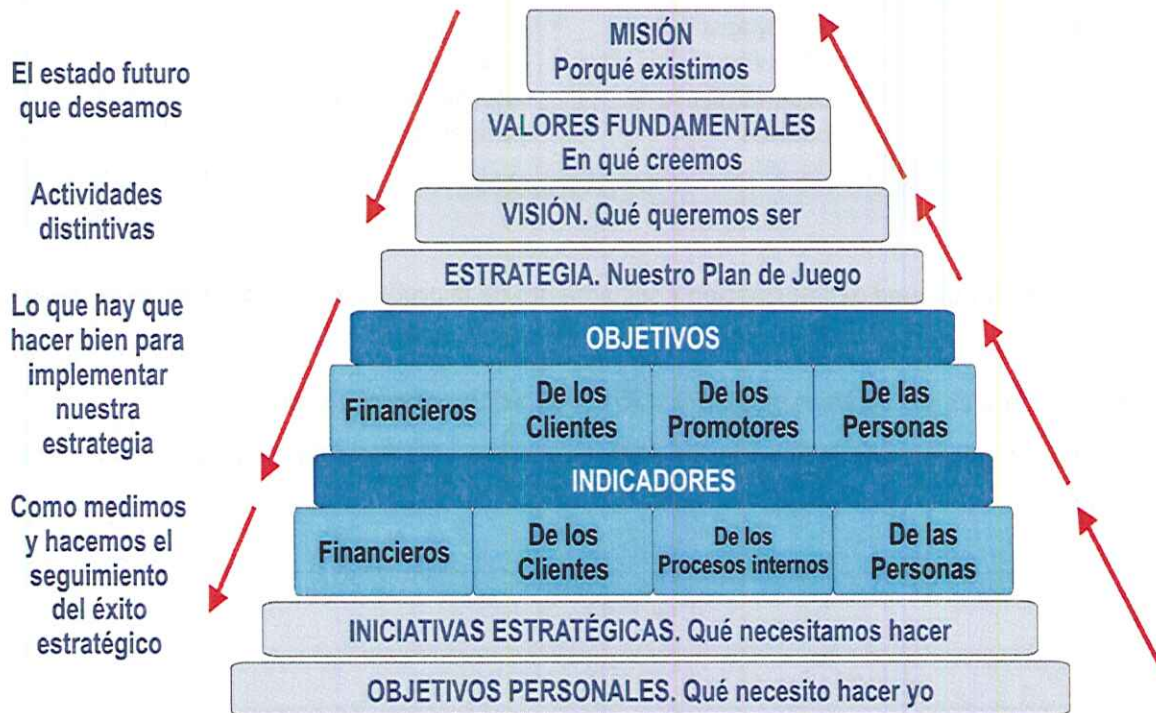 El estado futuro
que deseamos
Actividades
distintivas
Lo que hay que
hacer bien para
implementar
nuestra
estrategia
Como medimos
y hacemos el
seguimiento
del éxito
estratégico
MISIÓN
Porqué existimos
VALORES FUNDAMENTALES
En qué creemos
VISIÓN. Qué queremos ser
ESTRATEGIA. Nuestro Plan de Juego
OBJETIVOS
Financieros
De los
Clientes
De los
Promotores
De las
Personas
INDICADORES
Financieros
De los
Clientes
De los
Procesos internos
De las
Personas
INICIATIVAS ESTRATÉGICAS. Qué necesitamos hacer
OBJETIVOS PERSONALES. Qué necesito hacer yo